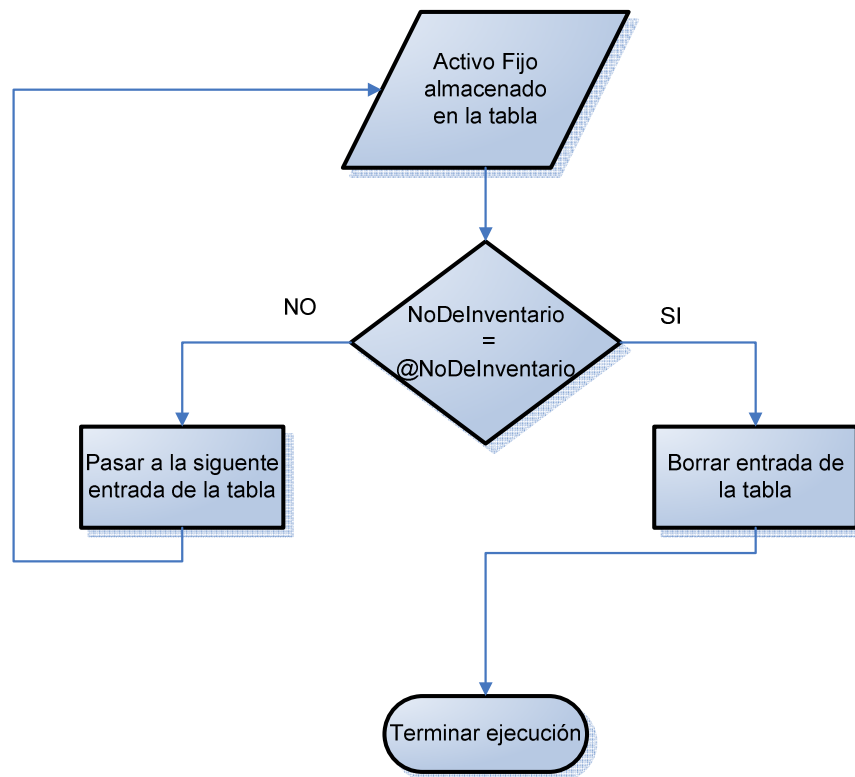 Activo Fijo
almacenado
en la tabla
NO
NoDeInventario
=
@NoDeInventario
SI
Pasar a la siguente
entrada de la tabla
Borrar entrada de
la tabla
Terminar ejecución